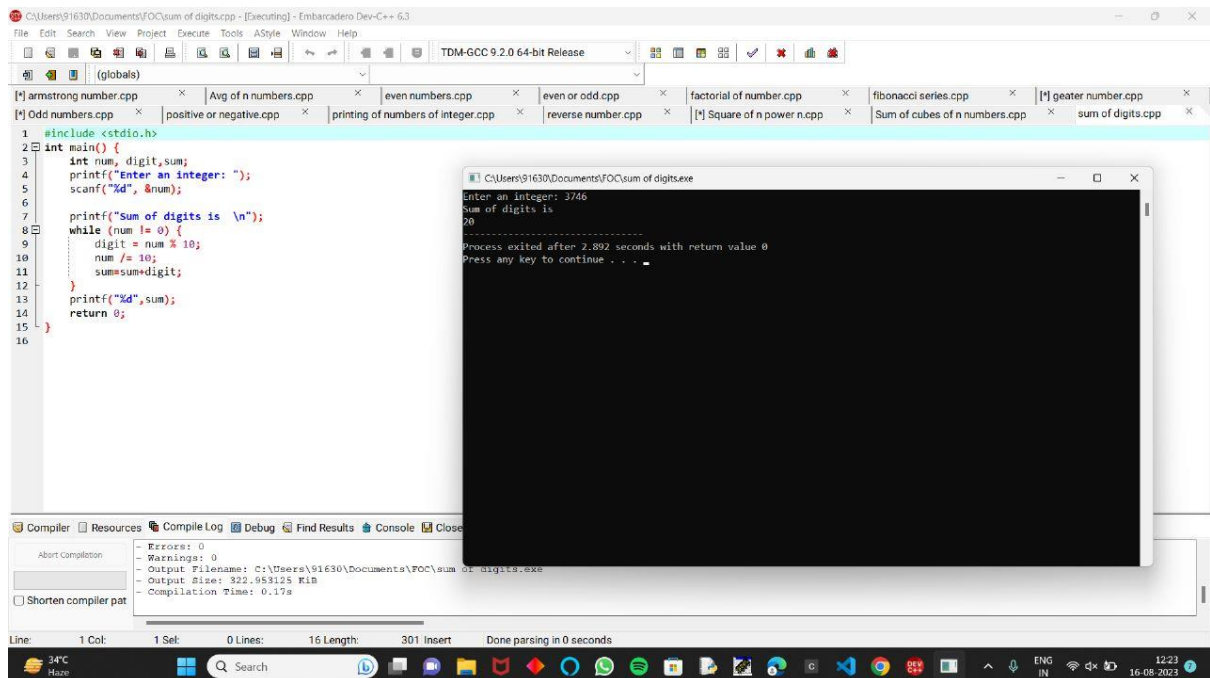 C:\Users\91630\Documents\FOC\sum of digits.cpp - [Executing] - Embarcadero Dev-C++ 6.3
File Edit Search View Project Execute Tools AStyle Window Help
TDM-GCC 9.2.0 64-bit Release
(globals)
[*] armstrong number.cpp Avg of n numbers.cpp even numbers.cpp even or odd.cpp factorial of number.cpp fibonacci series.cpp [*] geater number.cpp
[*] Odd numbers.cpp positive or negative.cpp printing of numbers of integer.cpp reverse number.cpp [*] Square of n power n.cpp Sum of cubes of n numbers.cpp sum of digits.cpp
1 #include <stdio.h>
2 int main() {
3 int num, digit,sum;
4 printf("Enter an integer: ");
5 scanf("%d", &num);
6
7 printf("Sum of digits is  \n");
8 while (num != 0) {
9 digit = num % 10;
10 num /= 10;
11 sum=sum+digit;
12 }
13 printf("%d",sum);
14 return 0;
15 }
16
C:\Users\91630\Documents\FOC\sum of digits.exe
Enter an integer: 3746
Sum of digits is
20
--------------------------------
Process exited after 2.892 seconds with return value 0
Press any key to continue . . .
Compiler Resources Compile Log Debug Find Results Console Close
Abort Compilation
Shorten compiler pat
- Errors: 0
- Warnings: 0
- Output Filename: C:\Users\91630\Documents\FOC\sum of digits.exe
- Output Size: 322.953125 KiB
- Compilation Time: 0.17s
Line: 1 Col: 1 Sel: 0 Lines: 16 Length: 301 Insert Done parsing in 0 seconds
34°C
Haze
Search
ENG
IN
12:23
16-08-2023